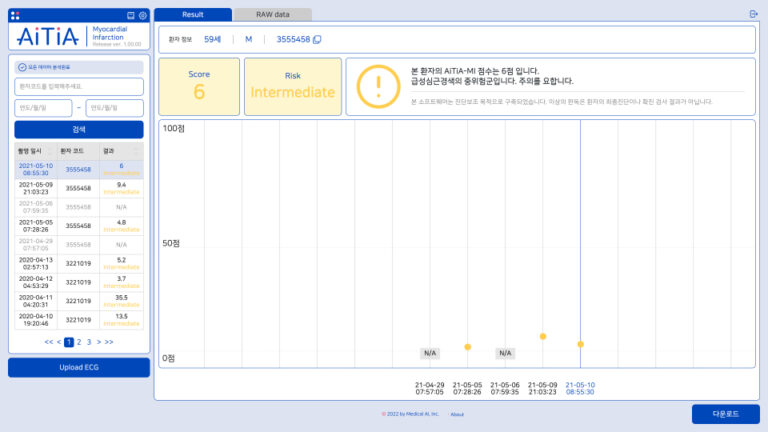 AiTiA
Myocardial
Infarction
Release ver. 1.00.00
모든 데이터 분석완료
환자코드를 입력해주세요.
연도/월/일 ~ 연도/월/일
검색
촬영 일시 환자 코드 결과
2021-05-10 08:55:30 3555458 6 Intermediate
2021-05-09 21:03:23 3555458 9.4 Intermediate
2021-05-06 07:59:35 3555458 N/A
2021-05-05 07:28:26 3555458 4.8 Intermediate
2021-04-29 07:57:05 3555458 N/A
2020-04-13 02:57:13 3221019 5.2 Intermediate
2020-04-12 04:53:29 3221019 3.7 Intermediate
2020-04-11 04:20:31 3221019 35.5 Intermediate
2020-04-10 19:20:46 3221019 13.5 Intermediate
<< < 1 2 3 > >>
Upload ECG
Result RAW data
환자 정보 59세 M 3555458
Score
6
Risk
Intermediate
!
본 환자의 AiTiA-MI 점수는 6점 입니다.
급성심근경색의 중위험군입니다. 주의를 요합니다.
본 소프트웨어는 진단보조 목적으로 구축되었습니다. 이상의 판독은 환자의 최종진단이나 확진 검사 결과가 아닙니다.
100점
50점
0점
N/A N/A
21-04-29 21-05-05 21-05-06 21-05-09 21-05-10
07:57:05 07:28:26 07:59:35 21:03:23 08:55:30
© 2022 by Medical AI, Inc. About
다운로드